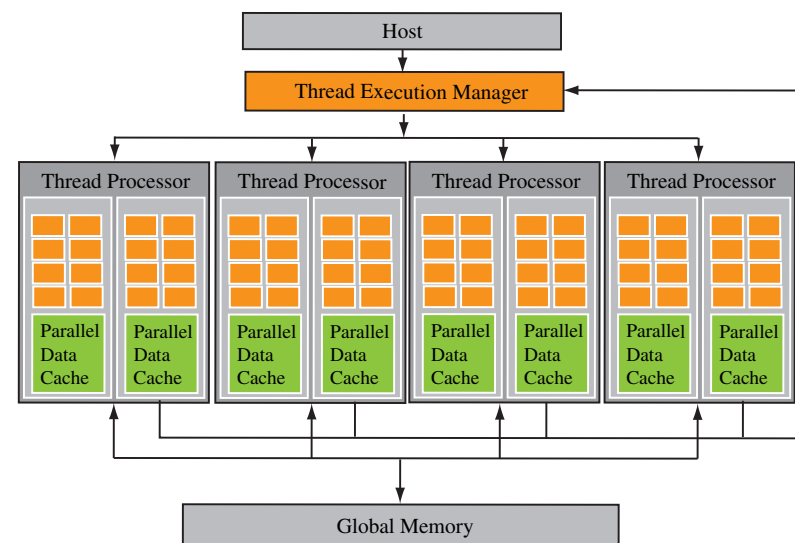 Host
Thread Execution Manager
Thread Processor
Thread Processor
Thread Processor
Thread Processor
Parallel
Data
Cache
Parallel
Data
Cache
Parallel
Data
Cache
Parallel
Data
Cache
Parallel
Data
Cache
Parallel
Data
Cache
Parallel
Data
Cache
Parallel
Data
Cache
Global Memory